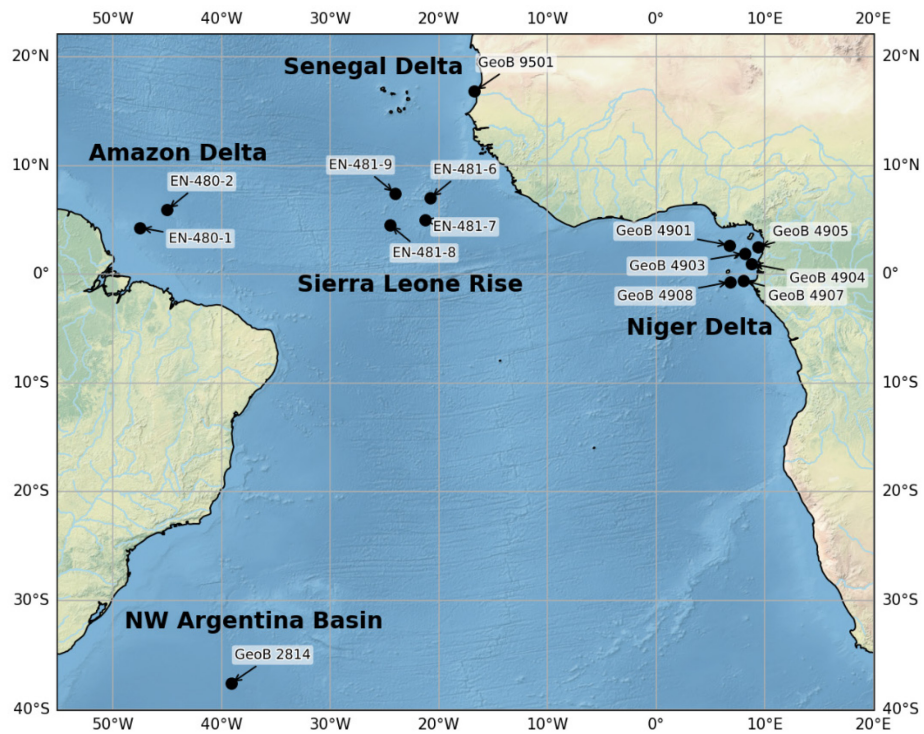 50°W 40°W 30°W 20°W 10°W 0° 10°E 20°E
20°N 20°N
Senegal Delta
GeoB 9501
Amazon Delta
10°N 10°N
EN-481-9 EN-481-6
EN-480-2
EN-480-1 EN-481-7
GeoB 4901 GeoB 4905
EN-481-8
GeoB 4903
0° 0°
GeoB 4904
Sierra Leone Rise
GeoB 4908 GeoB 4907
Niger Delta
10°S 10°S
20°S 20°S
30°S 30°S
NW Argentina Basin
GeoB 2814
40°S 40°S
50°W 40°W 30°W 20°W 10°W 0° 10°E 20°E